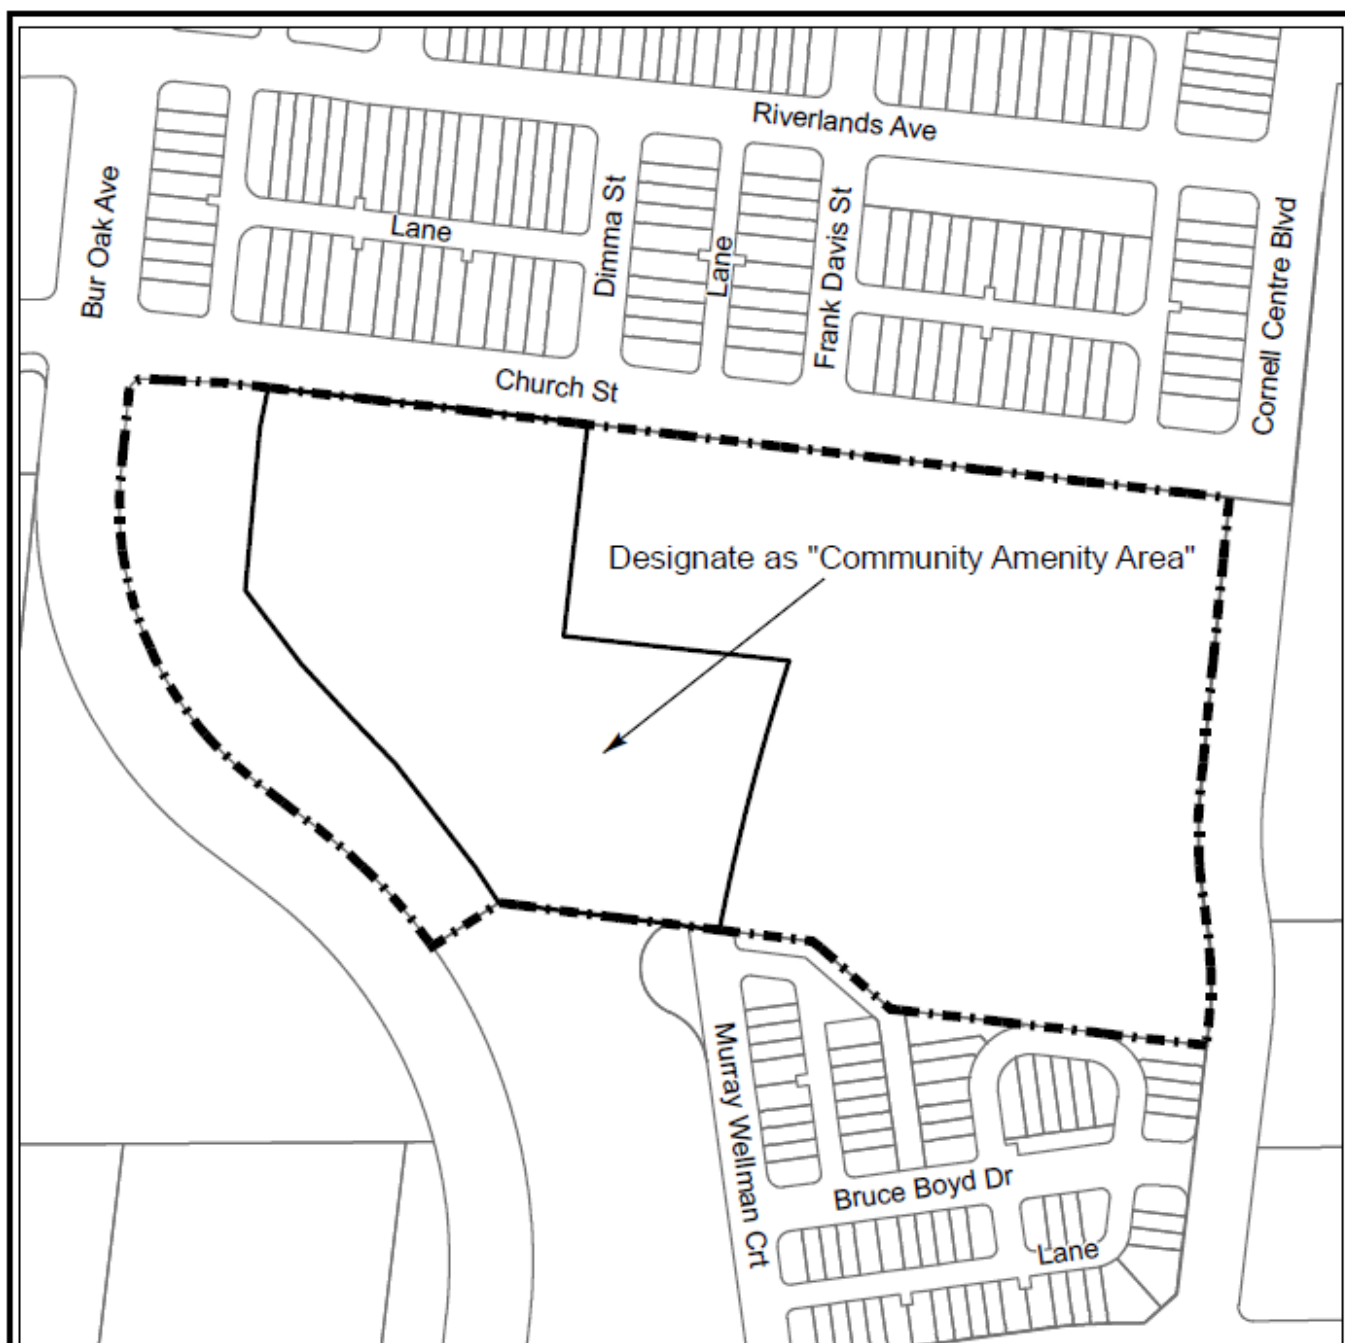 Riverlands Ave
Bur Oak Ave
Lane
Dimma St
Lane
Frank Davis St
Cornell Centre Blvd
Church St
Designate as "Community Amenity Area"
Murray Wellman Crt
Bruce Boyd Dr
Lane